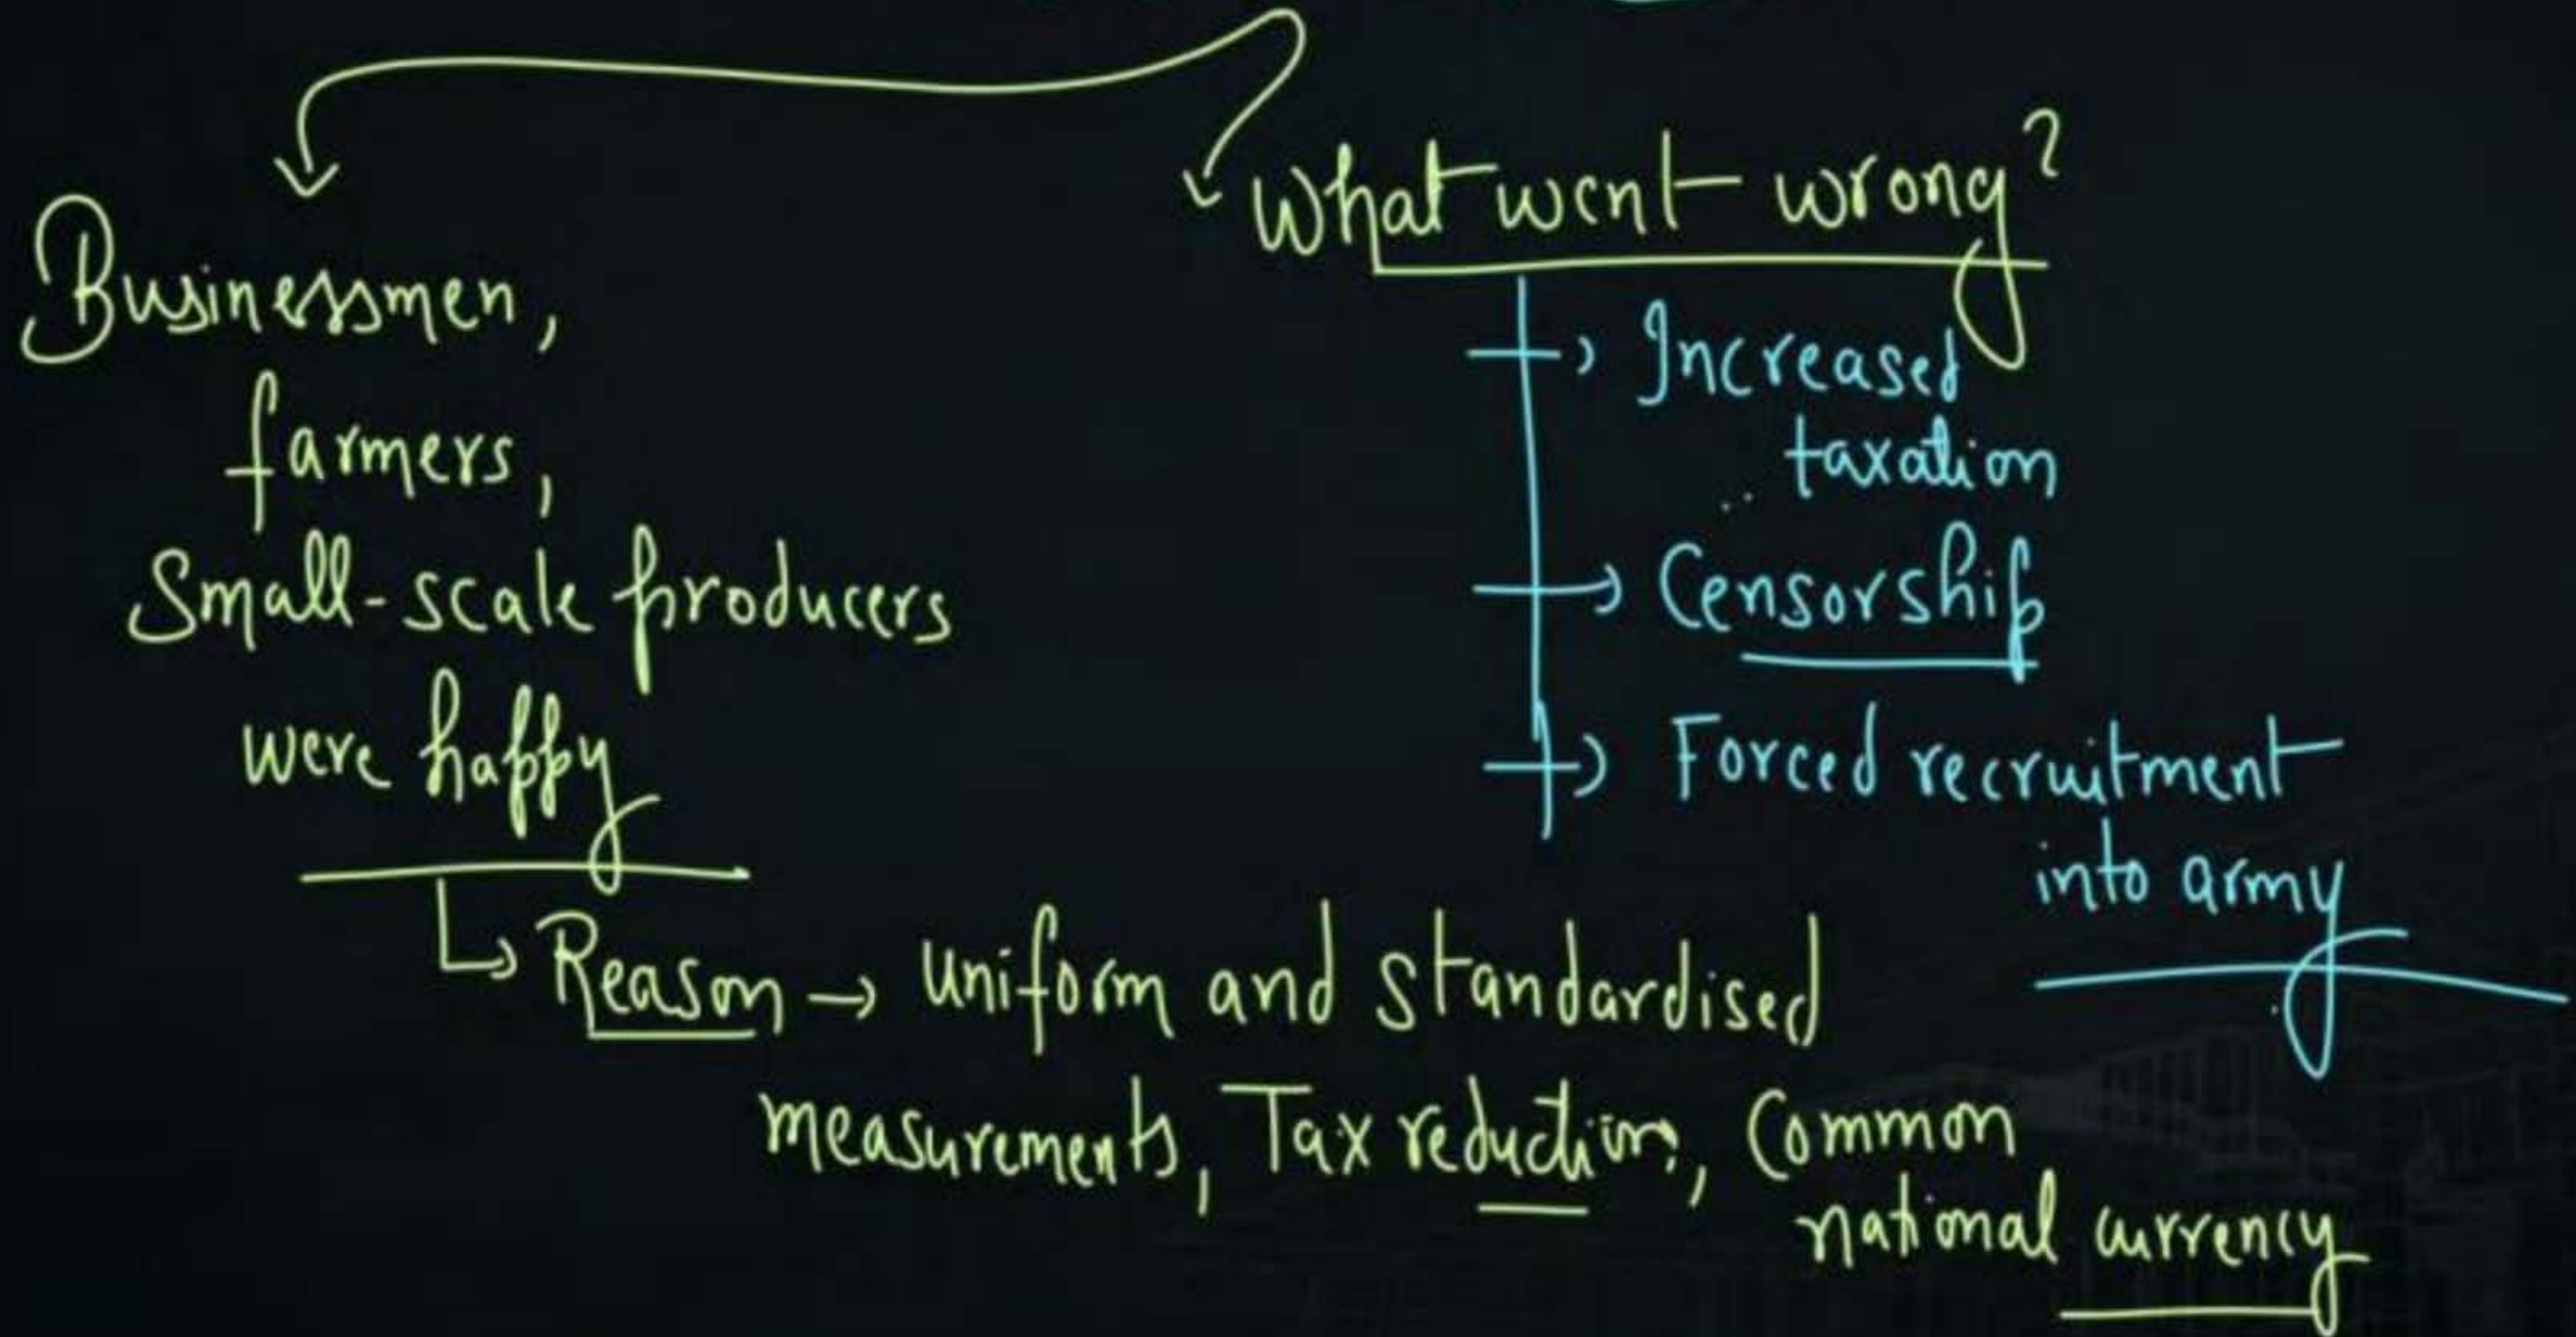 Businessmen,
farmers,
Small-scale producers
were happy
Reason → uniform and standardised
measurements, Tax reduction, Common
national currency
What went wrong?
Increased
taxation
Censorship
Forced recruitment
into army